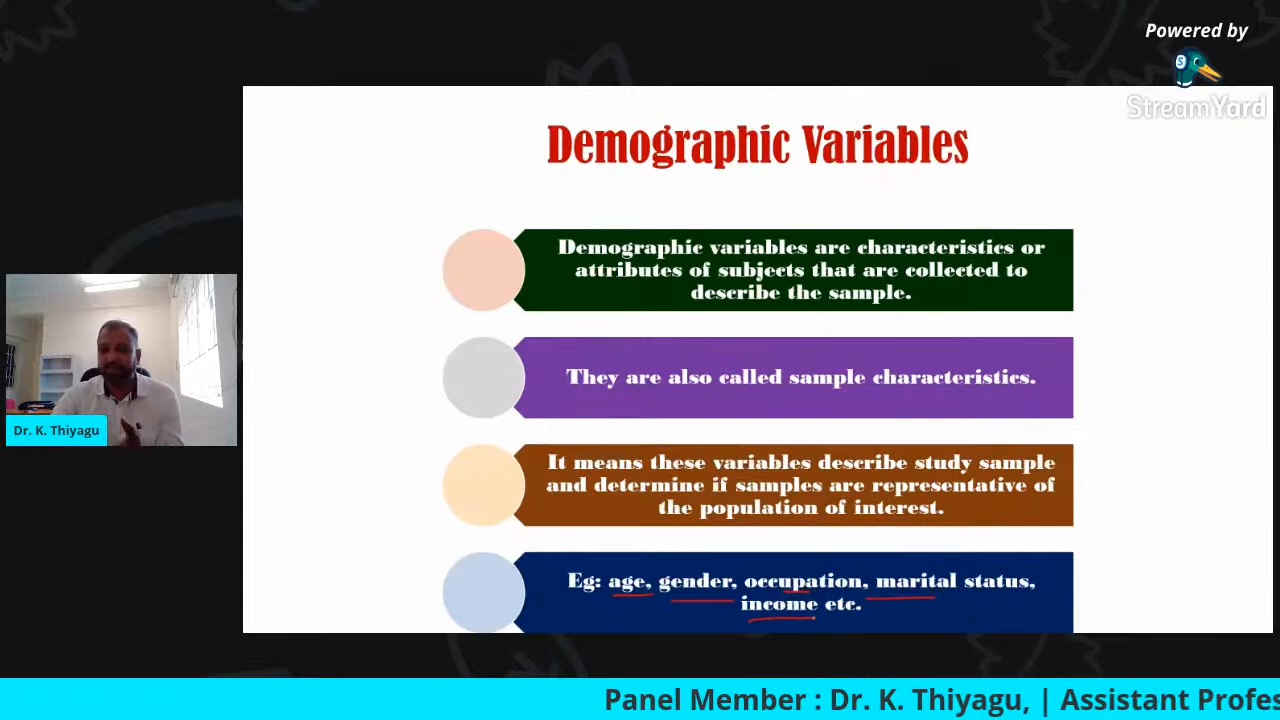 Powered by
StreamYard
Demographic Variables
Demographic variables are characteristics or
attributes of subjects that are collected to
describe the sample.
They are also called sample characteristics.
It means these variables describe study sample
and determine if samples are representative of
the population of interest.
Eg: age, gender, occupation, marital status,
income etc.
Dr. K. Thiyagu
Panel Member : Dr. K. Thiyagu, | Assistant Profes